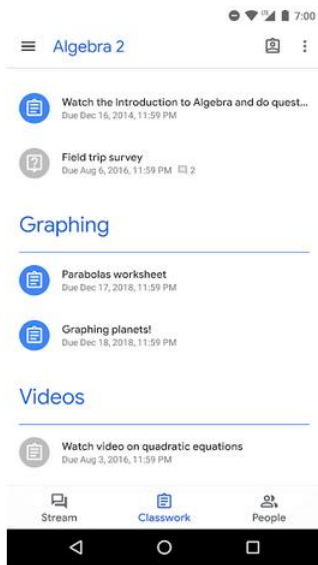 7:00
Algebra 2
Watch the Introduction to Algebra and do quest...
Due Dec 16, 2014, 11:59 PM
Field trip survey
Due Aug 6, 2016, 11:59 PM 2
Graphing
Parabolas worksheet
Due Dec 17, 2018, 11:59 PM
Graphing planets!
Due Dec 18, 2018, 11:59 PM
Videos
Watch video on quadratic equations
Due Aug 3, 2016, 11:59 PM
Stream Classwork People